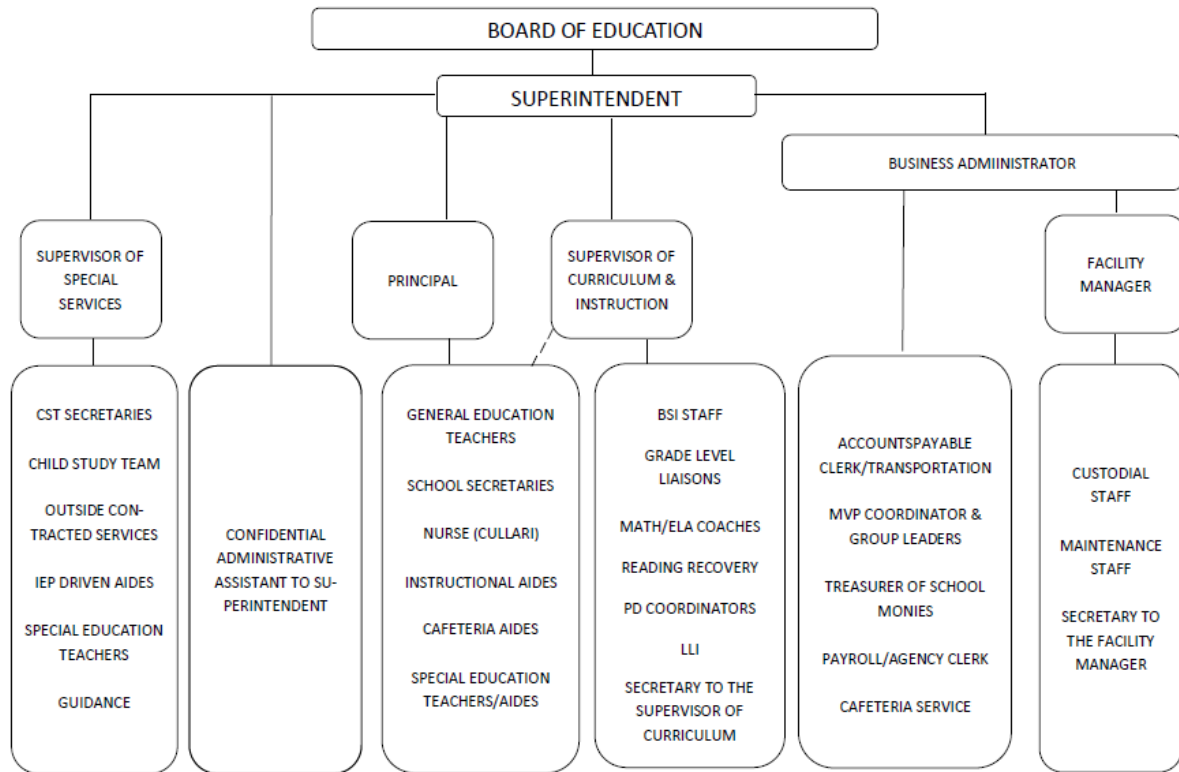 BOARD OF EDUCATION
SUPERINTENDENT
BUSINESS ADMIINISTRATOR
SUPERVISOR OF
SPECIAL
SERVICES
PRINCIPAL
SUPERVISOR OF
CURRICULUM &
INSTRUCTION
FACILITY
MANAGER
CST SECRETARIES
CHILD STUDY TEAM
OUTSIDE CON-
TRACTED SERVICES
IEP DRIVEN AIDES
SPECIAL EDUCATION
TEACHERS
GUIDANCE
CONFIDENTIAL
ADMINISTRATIVE
ASSISTANT TO SU-
PERINTENDENT
GENERAL EDUCATION
TEACHERS
SCHOOL SECRETARIES
NURSE (CULLARI)
INSTRUCTIONAL AIDES
CAFETERIA AIDES
SPECIAL EDUCATION
TEACHERS/AIDES
BSI STAFF
GRADE LEVEL
LIAISONS
MATH/ELA COACHES
READING RECOVERY
PD COORDINATORS
LLI
SECRETARY TO THE
SUPERVISOR OF
CURRICULUM
ACCOUNTSPAYABLE
CLERK/TRANSPORTATION
MVP COORDINATOR &
GROUP LEADERS
TREASURER OF SCHOOL
MONIES
PAYROLL/AGENCY CLERK
CAFETERIA SERVICE
CUSTODIAL
STAFF
MAINTENANCE
STAFF
SECRETARY TO
THE FACILITY
MANAGER